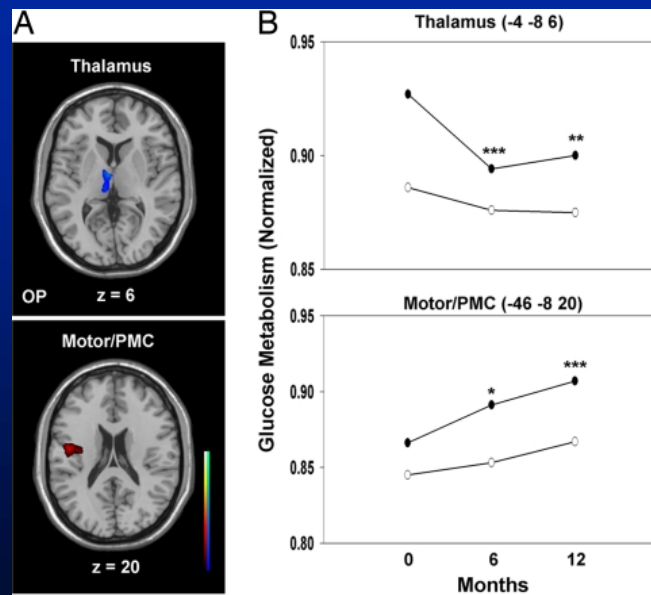 A
Thalamus
OP
z = 6
Motor/PMC
z = 20
B
Thalamus (-4 -8 6)
Glucose Metabolism (Normalized)
0.95
0.90
0.85
***
**
Motor/PMC (-46 -8 20)
0.95
0.90
0.85
0.80
*
***
0 6 12
Months